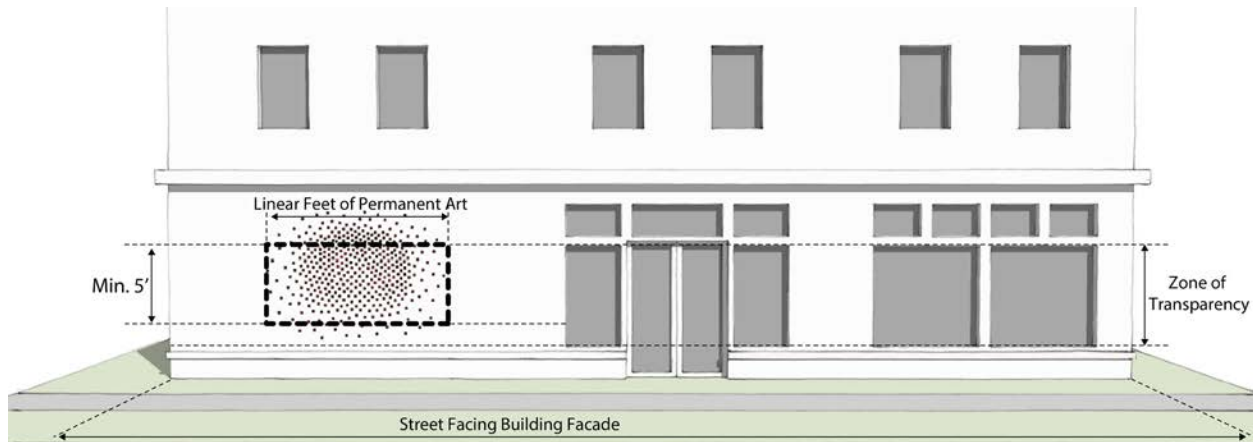 Linear Feet of Permanent Art
Min. 5'
Zone of
Transparency
Street Facing Building Facade